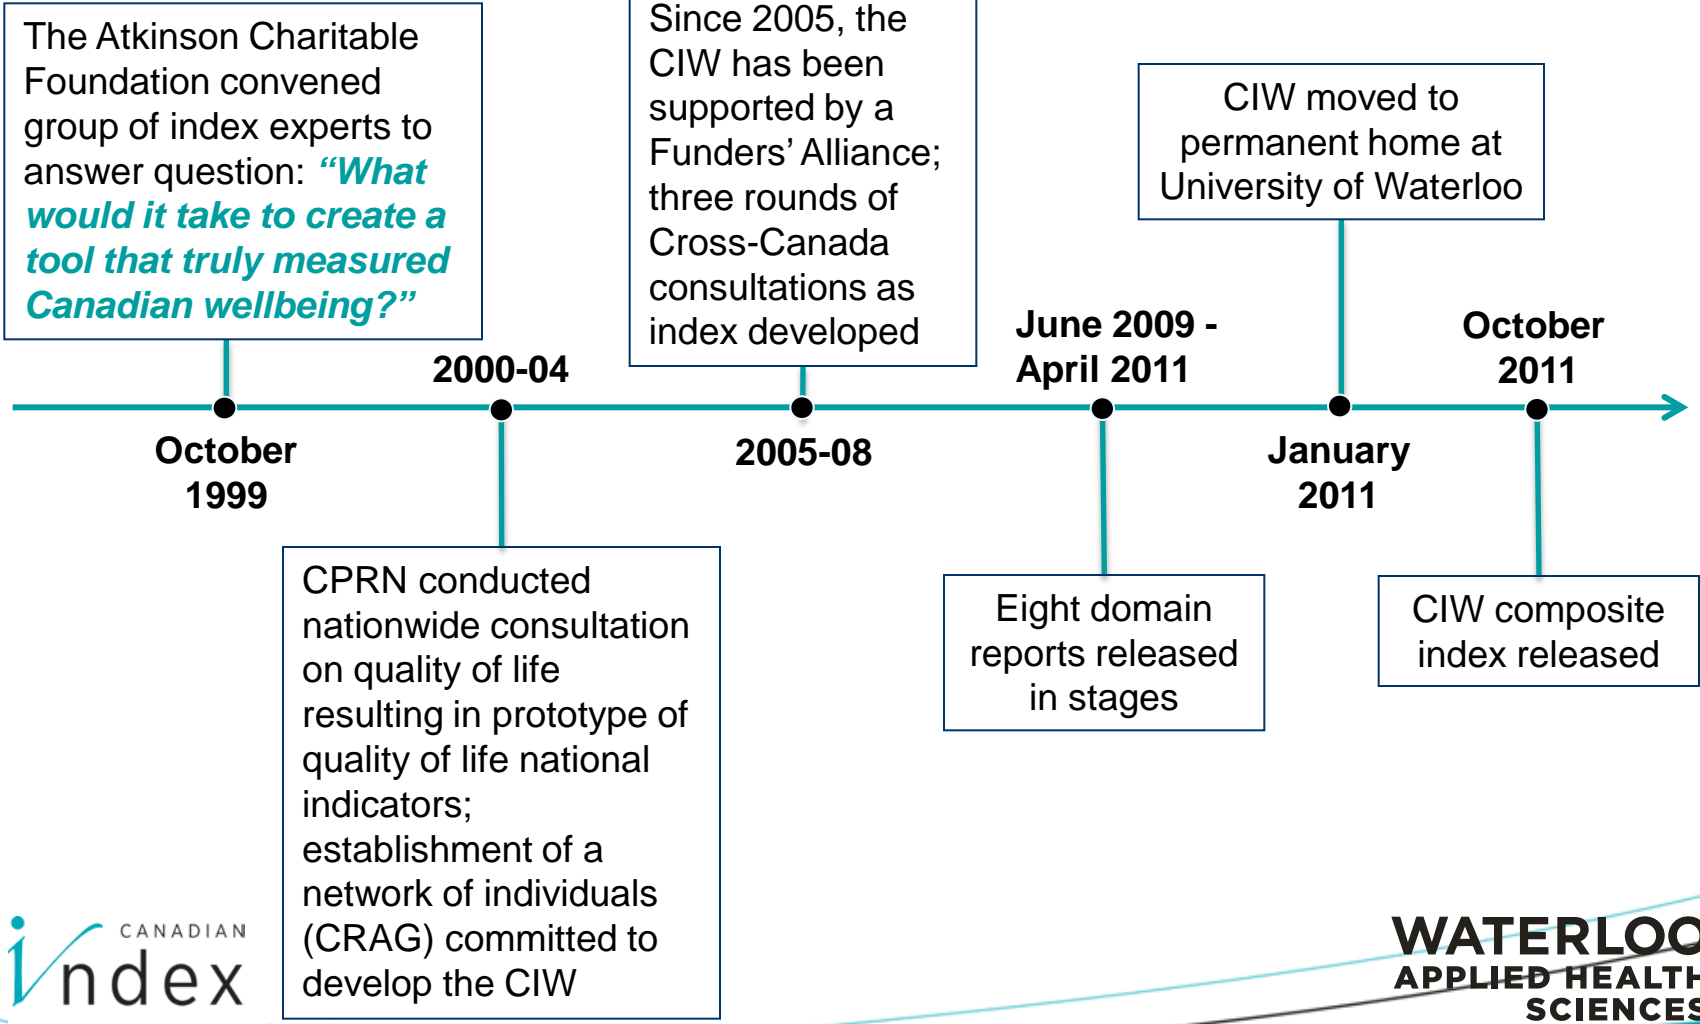 The Atkinson Charitable
Foundation convened
group of index experts to
answer question: “What
would it take to create a
tool that truly measured
Canadian wellbeing?”
Since 2005, the
CIW has been
supported by a
Funders’ Alliance;
three rounds of
Cross-Canada
consultations as
index developed
CIW moved to
permanent home at
University of Waterloo
2000-04
June 2009 -
April 2011
October
2011
October
1999
2005-08
January
2011
CPRN conducted
nationwide consultation
on quality of life
resulting in prototype of
quality of life national
indicators;
establishment of a
network of individuals
(CRAG) committed to
develop the CIW
Eight domain
reports released
in stages
CIW composite
index released
CANADIAN
index
WATERLOO
APPLIED HEALTH
SCIENCES